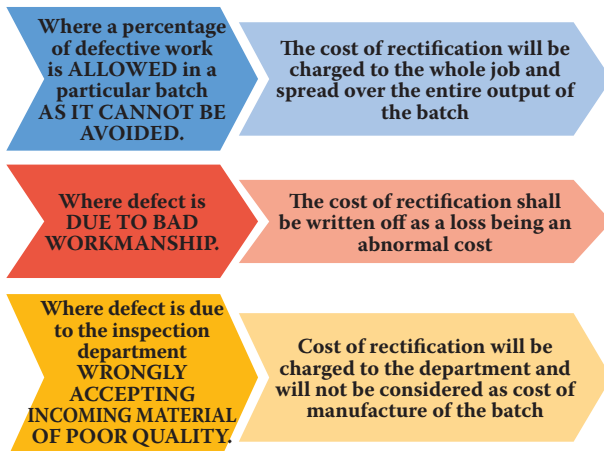 Where a percentage
of defective work
is ALLOWED in a
particular batch
AS IT CANNOT BE
AVOIDED.
The cost of rectification will be
charged to the whole job and
spread over the entire output of
the batch
Where defect is
DUE TO BAD
WORKMANSHIP.
The cost of rectification shall
be written off as a loss being an
abnormal cost
Where defect is due
to the inspection
department
WRONGLY
ACCEPTING
INCOMING MATERIAL
OF POOR QUALITY.
Cost of rectification will be
charged to the department and
will not be considered as cost of
manufacture of the batch